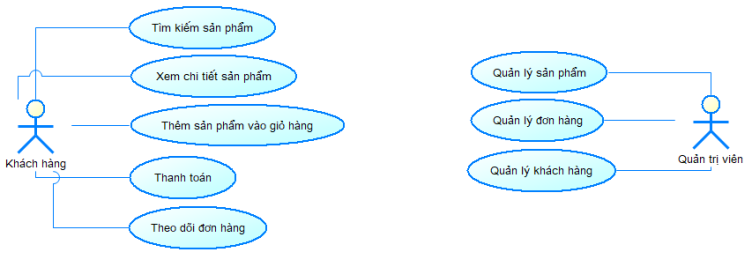 Tìm kiếm sản phẩm
Xem chi tiết sản phẩm
Thêm sản phẩm vào giỏ hàng
Khách hàng
Thanh toán
Theo dõi đơn hàng
Quản lý sản phẩm
Quản lý đơn hàng
Quản trị viên
Quản lý khách hàng